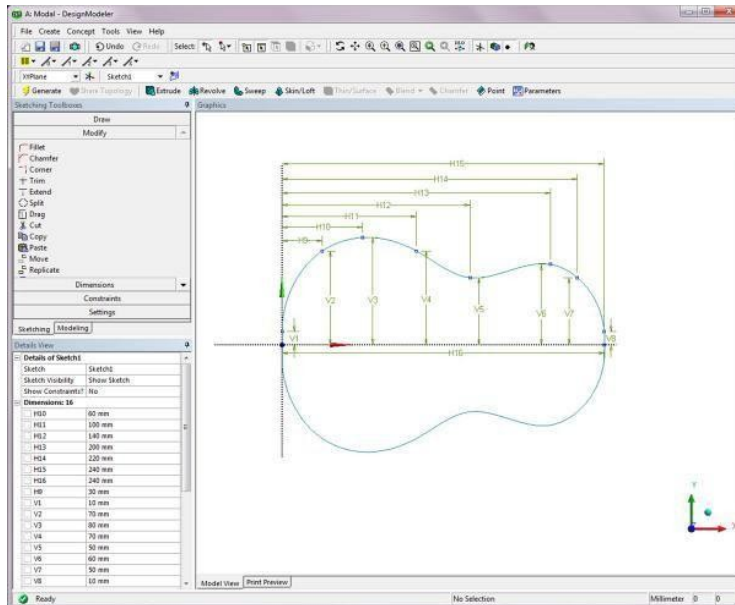 A: Modal - DesignModeler
File Create Concept Tools View Help
Undo Redo Select:
XYPlane Sketch1
Generate Share Topology Extrude Revolve Sweep Skin/Loft Thin/Surface Blend Chamfer Point Parameters
Sketching Toolboxes
Draw
Modify
Fillet
Chamfer
Corner
Trim
Extend
Split
Drag
Cut
Copy
Paste
Move
Replicate
Dimensions
Constraints
Settings
Sketching Modeling
Details View
Details of Sketch1
Sketch Sketch1
Sketch Visibility Show Sketch
Show Constraints? No
Dimensions: 16
H10 60 mm
H11 100 mm
H12 140 mm
H13 200 mm
H14 220 mm
H15 240 mm
H16 240 mm
H9 30 mm
V1 10 mm
V2 70 mm
V3 80 mm
V4 70 mm
V5 50 mm
V6 60 mm
V7 50 mm
V8 10 mm
Graphics
H15
H14
H13
H12
H11
H10
H9
V2
V3
V4
V5
V6
V7
V1
V8
H16
Y
X
Model View Print Preview
Ready No Selection Millimeter 0 0